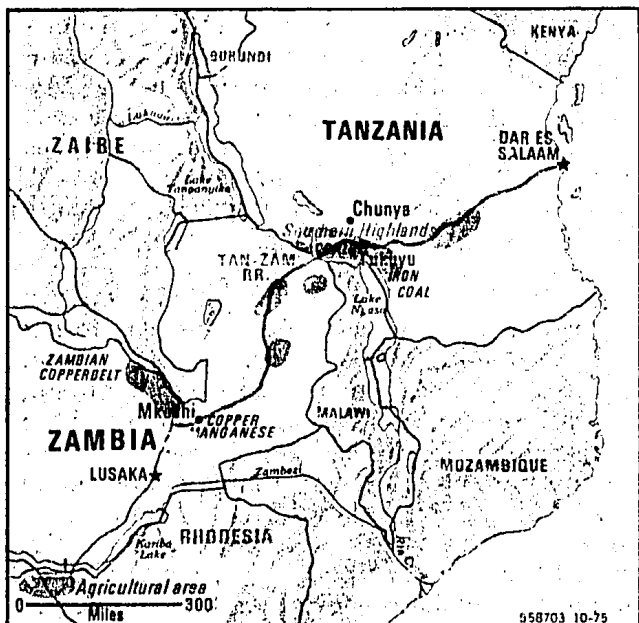 KENYA
BURUNDI
TANZANIA
ZAIRE
DAR ES
SALAAM
Lake
Tanganyika
Chunya
Southern Highlands
TAN-ZAM
RR.
Tukuyu
IRON
COAL
Lake
Nyasa
ZAMBIAN
COPPERBELT
Mkushi
COPPER
MANGANESE
MALAWI
ZAMBIA
LUSAKA
Zambezi
MOZAMBIQUE
RHODESIA
Kariba
Lake
Agricultural area
0 300
Miles
558703 10-75